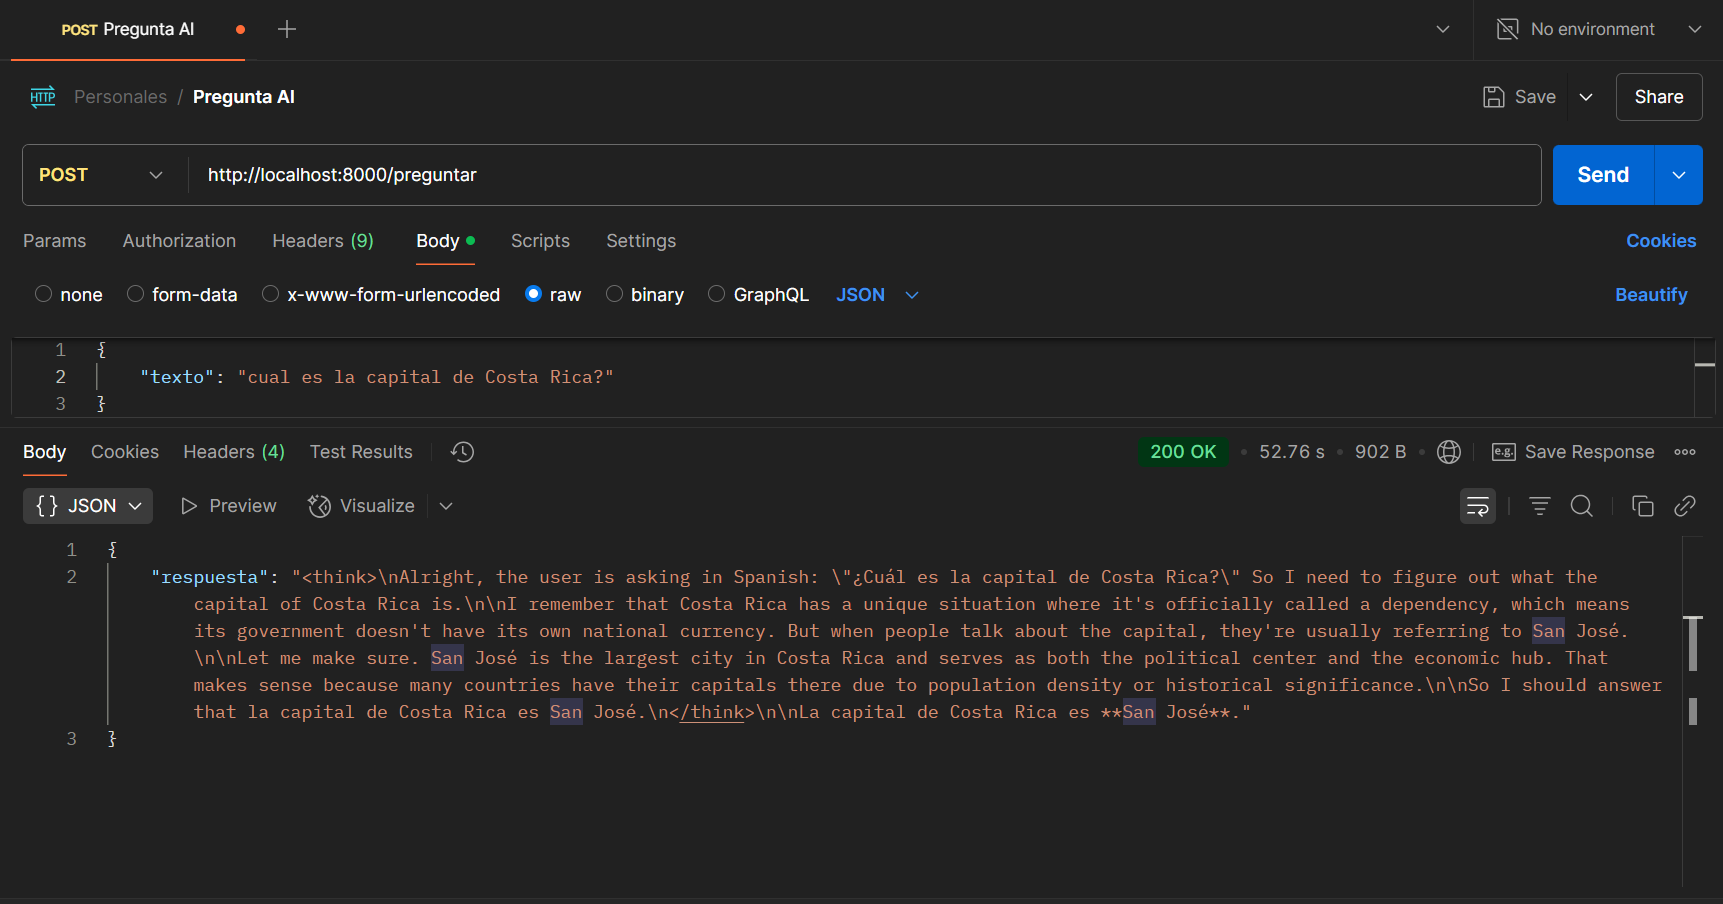 POST Pregunta AI
No environment
HTTP Personales / Pregunta AI
Save
Share
POST
http://localhost:8000/preguntar
Send
Params Authorization Headers (9) Body Scripts Settings
Cookies
none form-data x-www-form-urlencoded raw binary GraphQL JSON
Beautify
1 {
2 "texto": "cual es la capital de Costa Rica?"
3 }
Body Cookies Headers (4) Test Results
200 OK • 52.76 s • 902 B •
e.g. Save Response
{} JSON Preview Visualize
1 {
2 "respuesta": "<think>\nAlright, the user is asking in Spanish: \"¿Cuál es la capital de Costa Rica?\" So I need to figure out what the
capital of Costa Rica is.\n\nI remember that Costa Rica has a unique situation where it's officially called a dependency, which means
its government doesn't have its own national currency. But when people talk about the capital, they're usually referring to San José.
\n\nLet me make sure. San José is the largest city in Costa Rica and serves as both the political center and the economic hub. That
makes sense because many countries have their capitals there due to population density or historical significance.\n\nSo I should answer
that la capital de Costa Rica es San José.\n</think>\n\nLa capital de Costa Rica es **San José**."
3 }